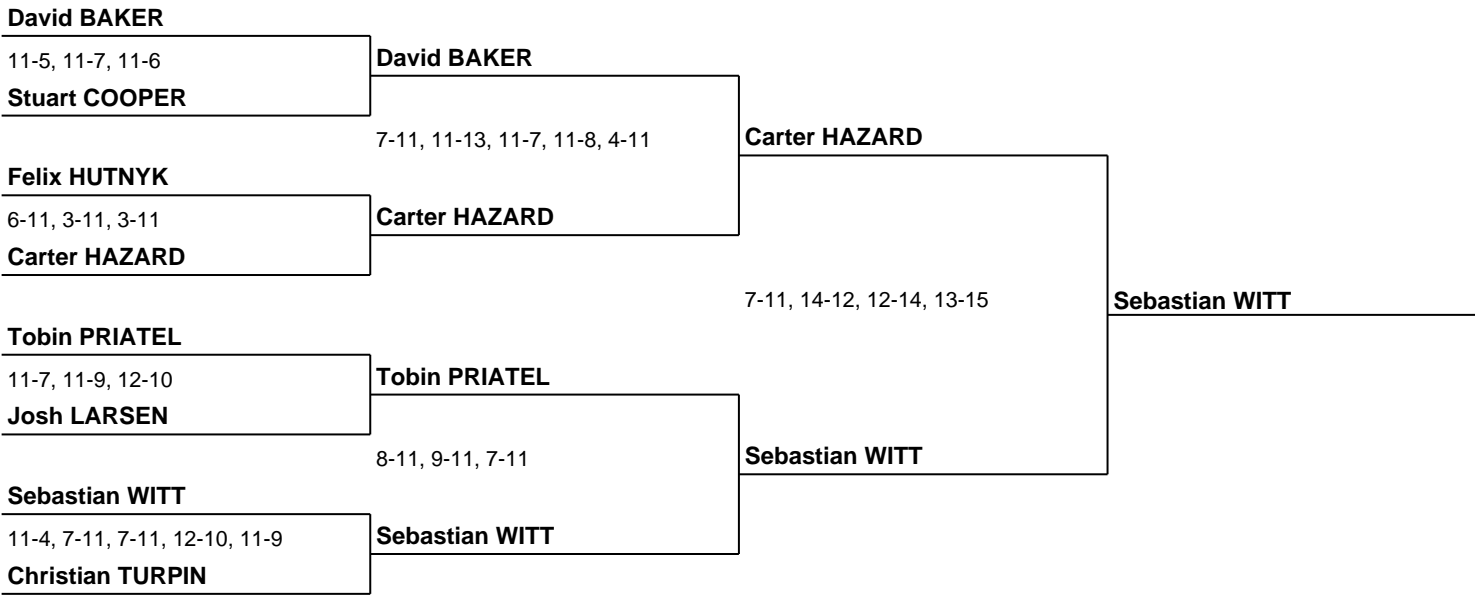 David BAKER
11-5, 11-7, 11-6
Stuart COOPER
Felix HUTNYK
6-11, 3-11, 3-11
Carter HAZARD
Tobin PRIATEL
11-7, 11-9, 12-10
Josh LARSEN
Sebastian WITT
11-4, 7-11, 7-11, 12-10, 11-9
Christian TURPIN
David BAKER
7-11, 11-13, 11-7, 11-8, 4-11
Carter HAZARD
Tobin PRIATEL
8-11, 9-11, 7-11
Sebastian WITT
Carter HAZARD
7-11, 14-12, 12-14, 13-15
Sebastian WITT
Sebastian WITT